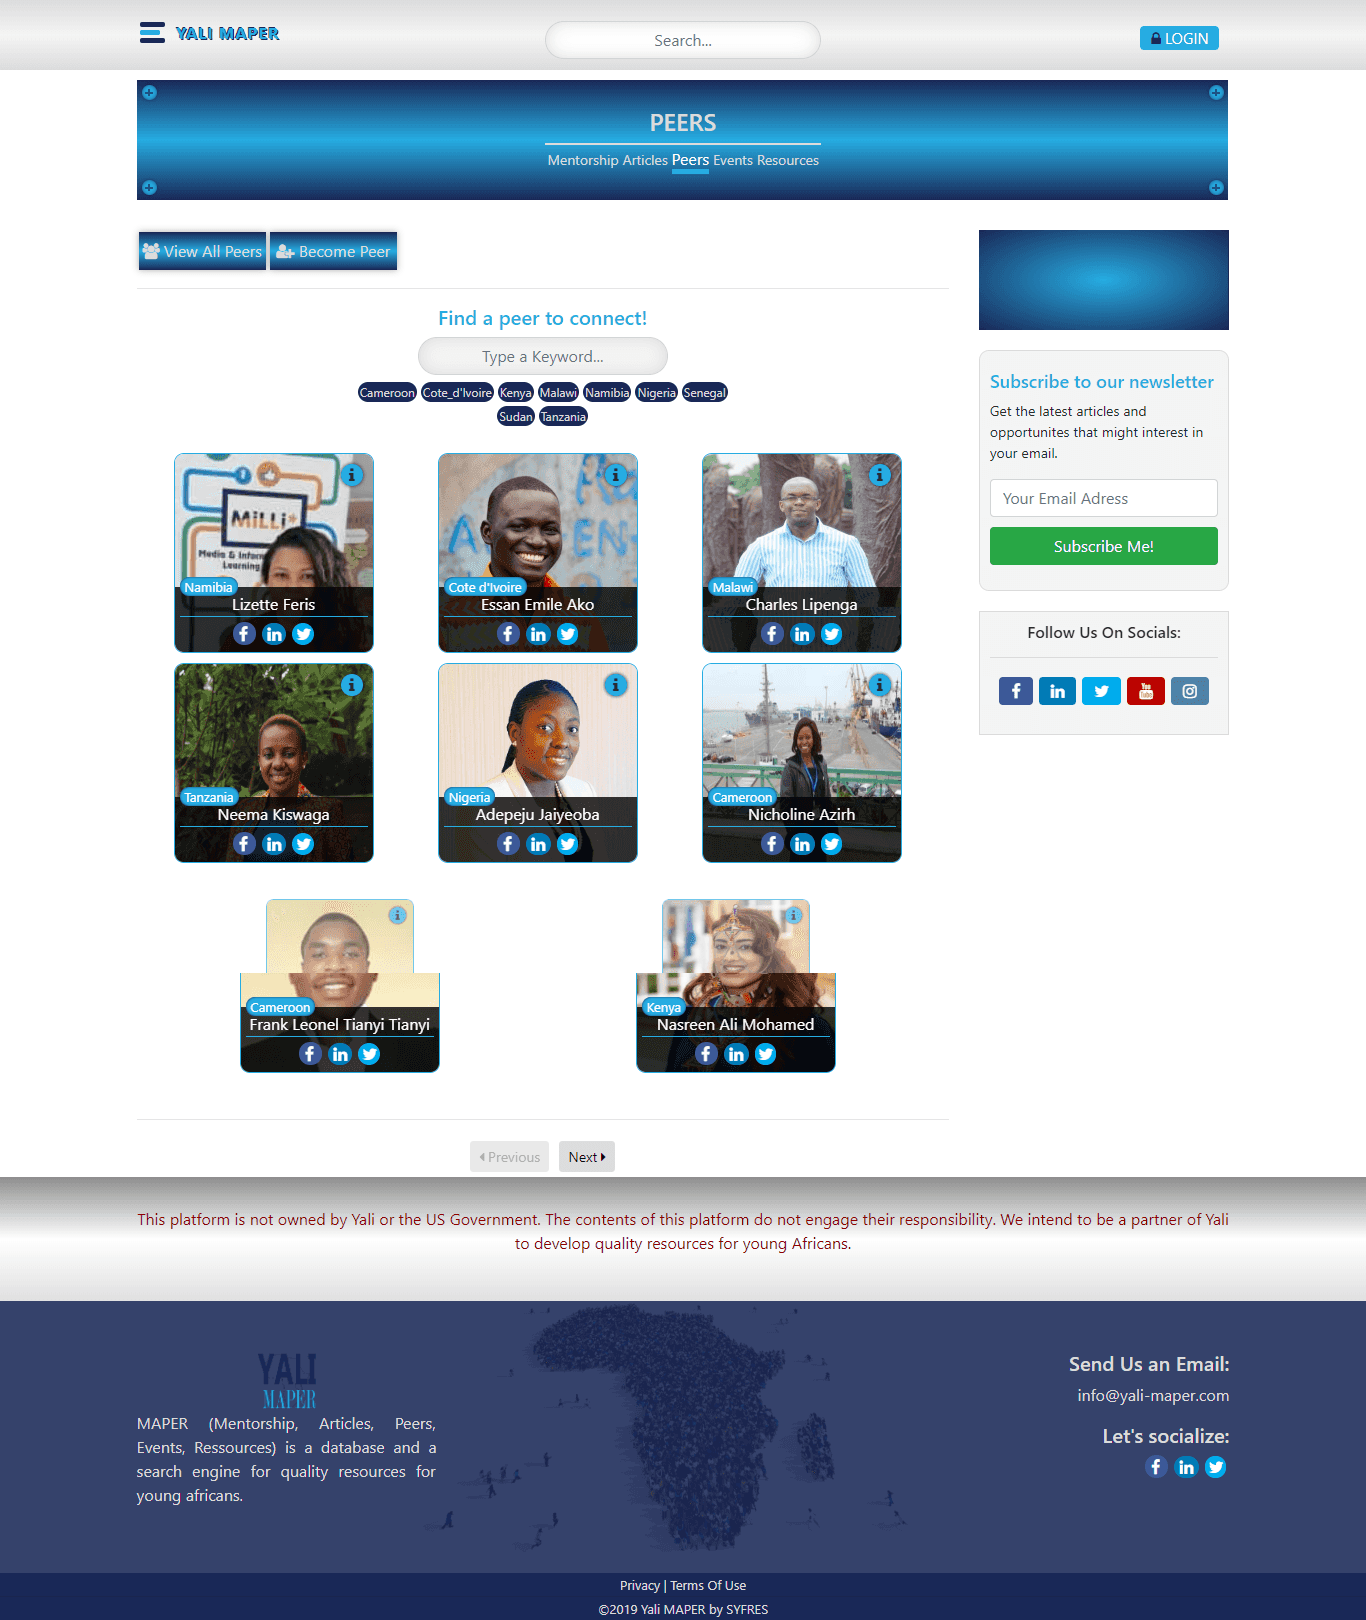 YALI MAPER
Search...
LOGIN
PEERS
Mentorship Articles Peers Events Resources
View All Peers
Become Peer
Find a peer to connect!
Type a Keyword...
Cameroon Cote_d'Ivoire Kenya Malawi Namibia Nigeria Senegal
Sudan Tanzania
MiLLi*
Media & Inform
Learning
Namibia
Lizette Feris
Cote d'Ivoire
Essan Emile Ako
Malawi
Charles Lipenga
Tanzania
Neema Kiswaga
Nigeria
Adepeju Jaiyeoba
Cameroon
Nicholine Azirh
Cameroon
Frank Leonel Tianyi Tianyi
Kenya
Nasreen Ali Mohamed
Previous
Next
Subscribe to our newsletter
Get the latest articles and
opportunites that might interest in
your email.
Your Email Adress
Subscribe Me!
Follow Us On Socials:
This platform is not owned by Yali or the US Government. The contents of this platform do not engage their responsibility. We intend to be a partner of Yali
to develop quality resources for young Africans.
YALI
MAPER
MAPER (Mentorship, Articles, Peers,
Events, Ressources) is a database and a
search engine for quality resources for
young africans.
Send Us an Email:
info@yali-maper.com
Let's socialize:
Privacy | Terms Of Use
©2019 Yali MAPER by SYFRES